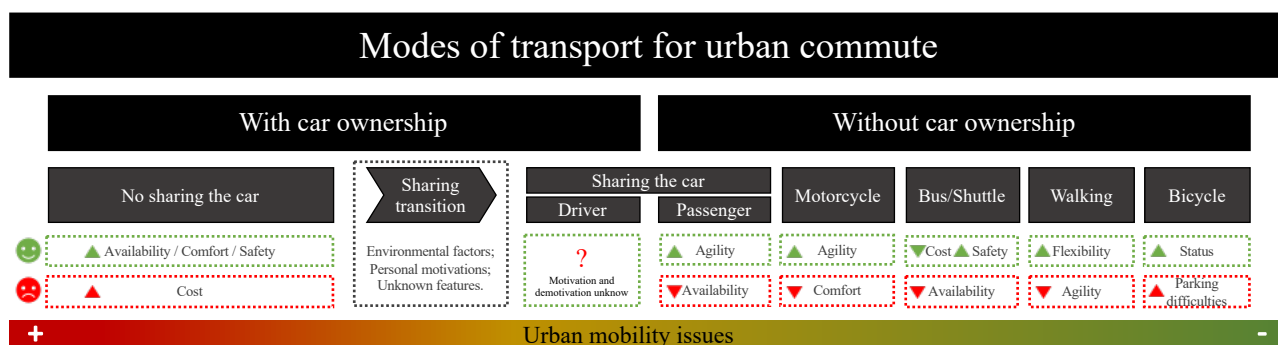 Modes of transport for urban commute
With car ownership
Without car ownership
No sharing the car
Sharing
transition
Sharing the car
Driver
Passenger
Motorcycle
Bus/Shuttle
Walking
Bicycle
Availability / Comfort / Safety
Cost
Environmental factors;
Personal motivations;
Unknown features.
?
Motivation and
demotivation unknow
Agility
Availability
Agility
Comfort
Cost Safety
Availability
Flexibility
Agility
Status
Parking
difficulties
+ Urban mobility issues -